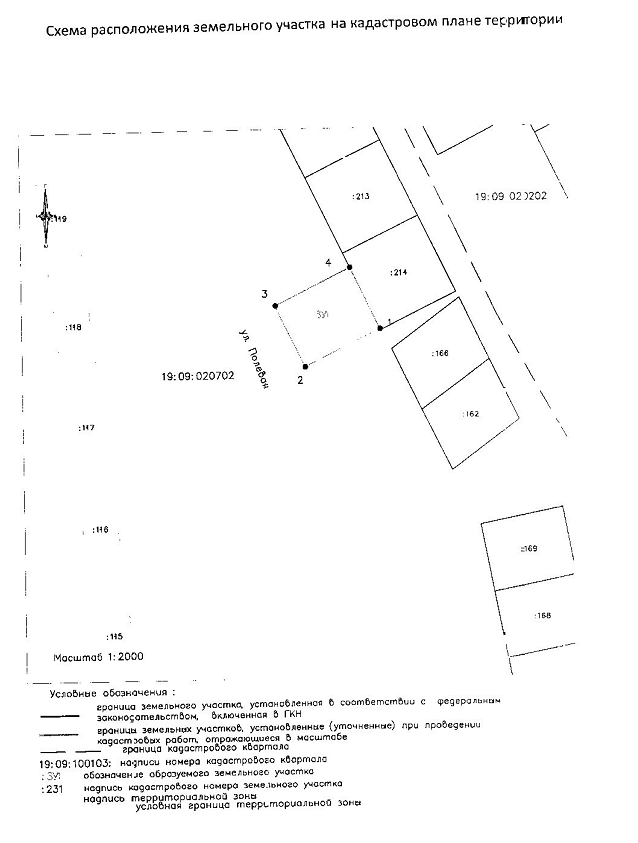 Схема расположения земельного участка на кадастровом плане территории
:119
:213
19:09:020202
4
:214
3
:ЗУ1
1
:118
ул. Полевой
:166
19:09:020702
2
:162
:117
:116
:169
:168
:115
Масштаб 1:2000
Условные обозначения :
граница земельного участка, установленная в соответствии с федеральным
законодательством, включенная в ГКН
границы земельных участков, установленные (уточненные) при проведении
кадастровых работ, отражающиеся в масштабе
граница кадастрового квартала
19:09:100103: надписи номера кадастрового квартала
:ЗУ1 обозначение образуемого земельного участка
:231 надпись кадастрового номера земельного участка
надпись территориальной зоны
условная граница территориальной зоны